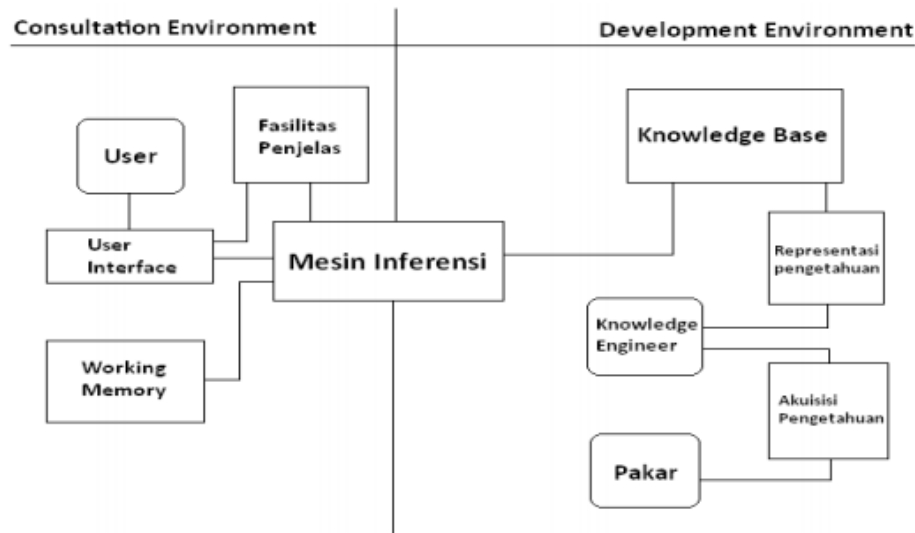 Consultation Environment
Development Environment
Fasilitas
Penjelas
User
Knowledge Base
User
Interface
Mesin Inferensi
Representasi
pengetahuan
Knowledge
Engineer
Working
Memory
Akuisisi
Pengetahuan
Pakar